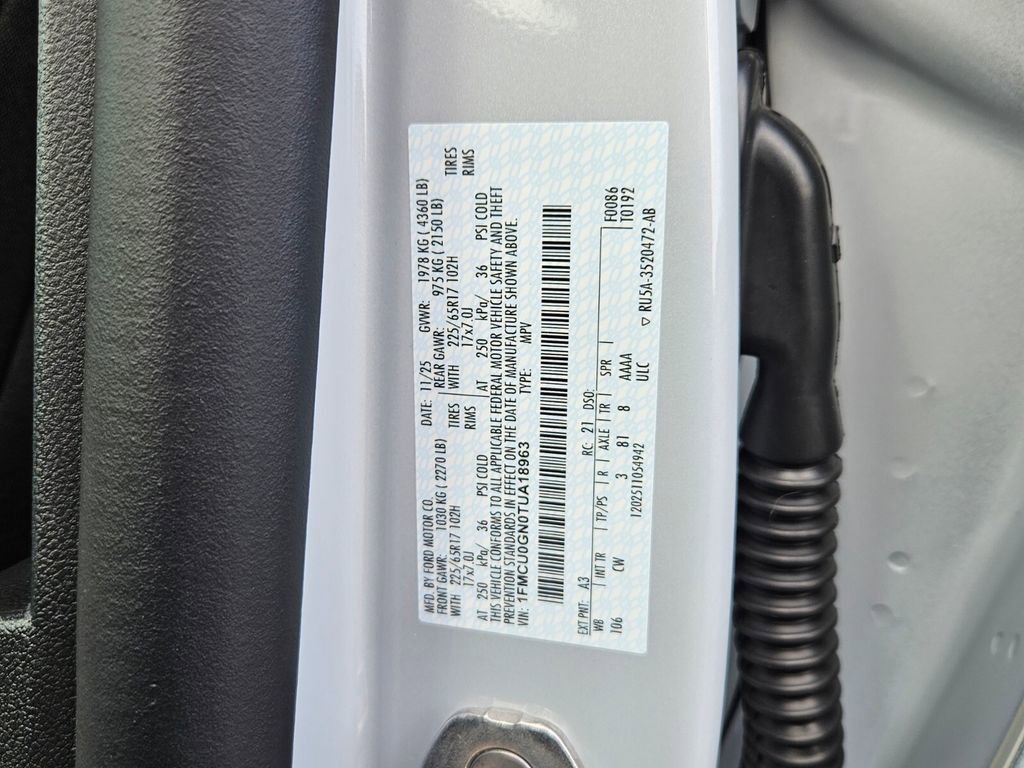 MFD. BY FORD MOTOR CO. DATE: 11/25 GVWR: 1978 KG ( 4360 LB)
FRONT GAWR: 1030 KG ( 2270 LB) REAR GAWR: 975 KG ( 2150 LB)
WITH 225/65R17 102H TIRES WITH 225/65R17 102H TIRES
17x7.0J RIMS 17x7.0J RIMS
AT 250 kPa/ 36 PSI COLD AT 250 kPa/ 36 PSI COLD
THIS VEHICLE CONFORMS TO ALL APPLICABLE FEDERAL MOTOR VEHICLE SAFETY AND THEFT
PREVENTION STANDARDS IN EFFECT ON THE DATE OF MANUFACTURE SHOWN ABOVE.
VIN: 1FMCU0GN0TUA18963 TYPE: MPV
F0086
EXT PNT: A3 RC: 21 DSO: T0192
WB INT TR TP/PS R AXLE TR SPR
106 CW 3 81 8 AAAA
1202511054942 ULC
▽ RU5A-3520472-AB